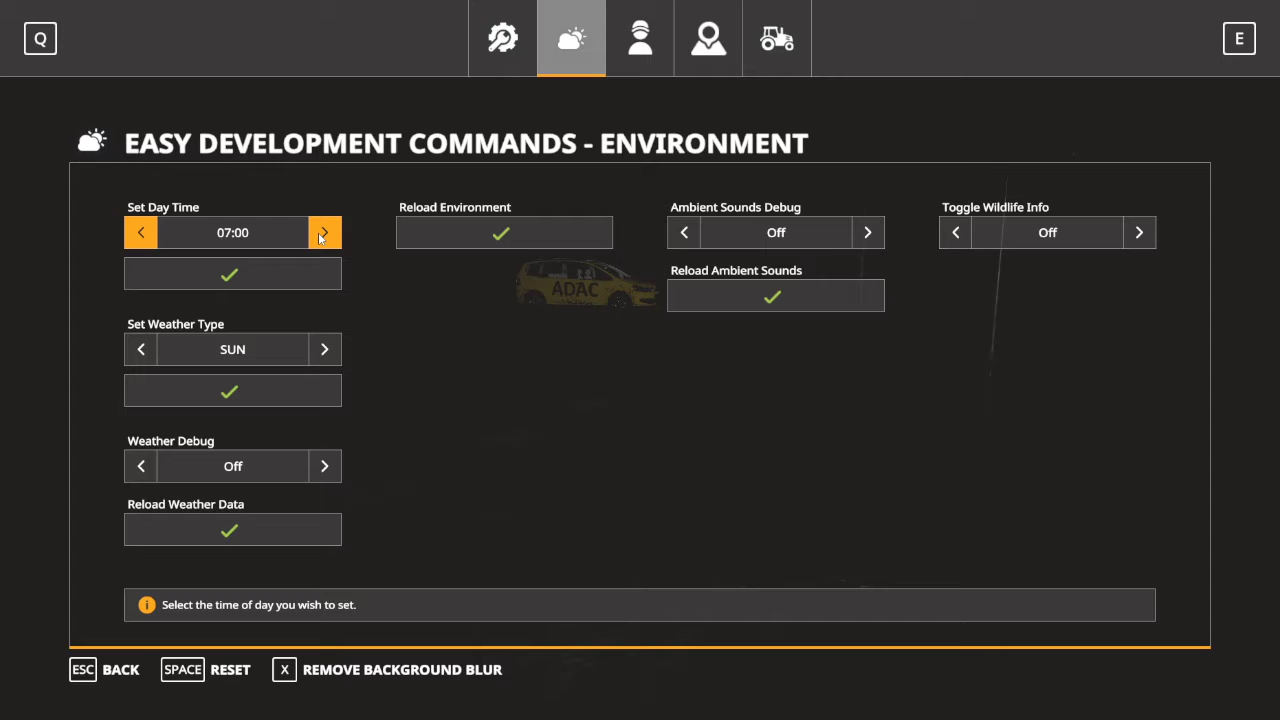 Q
E
EASY DEVELOPMENT COMMANDS - ENVIRONMENT
Set Day Time
07:00
Set Weather Type
SUN
Weather Debug
Off
Reload Weather Data
Reload Environment
ADAC
Ambient Sounds Debug
Off
Reload Ambient Sounds
Toggle Wildlife Info
Off
Select the time of day you wish to set.
ESC BACK SPACE RESET X REMOVE BACKGROUND BLUR